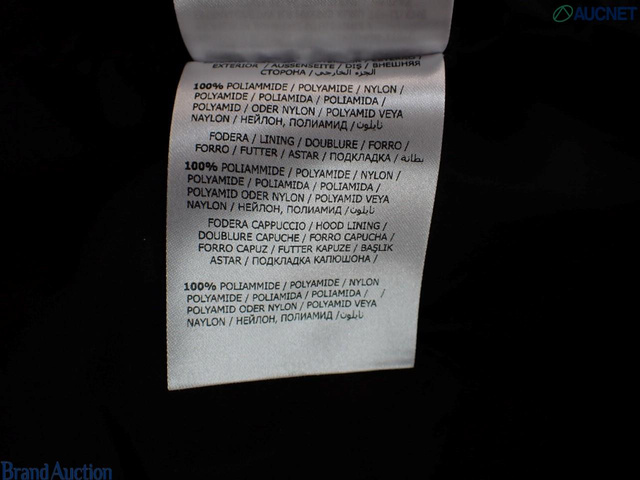 AUCNET
EXTERIOR / AUSSENSEITE / DIŞ / ВНЕШНЯЯ
СТОРОНА / الجزء الخارجي /
100% POLIAMMIDE / POLYAMIDE / NYLON /
POLYAMIDE / POLIAMIDA / POLIAMIDA /
POLYAMID / ODER NYLON / POLYAMID VEYA
NAYLON / НЕЙЛОН, ПОЛИАМИД / نايلون /
FODERA / LINING / DOUBLURE / FORRO /
FORRO / FUTTER / ASTAR / ПОДКЛАДКА / بطانة /
100% POLIAMMIDE / POLYAMIDE / NYLON /
POLYAMIDE / POLIAMIDA / POLIAMIDA /
POLYAMID ODER NYLON / POLYAMID VEYA
NAYLON / НЕЙЛОН, ПОЛИАМИД / نايلون /
FODERA CAPPUCCIO / HOOD LINING /
DOUBLURE CAPUCHE / FORRO CAPUCHA /
FORRO CAPUZ / FUTTER KAPUZE / BAŞLIK
ASTAR / ПОДКЛАДКА КАПЮШОНА /
100% POLIAMMIDE / POLYAMIDE / NYLON
POLYAMIDE / POLIAMIDA / POLIAMIDA / /
POLYAMID ODER NYLON / POLYAMID VEYA
NAYLON / НЕЙЛОН, ПОЛИАМИД / نايلون /
Brand Auction